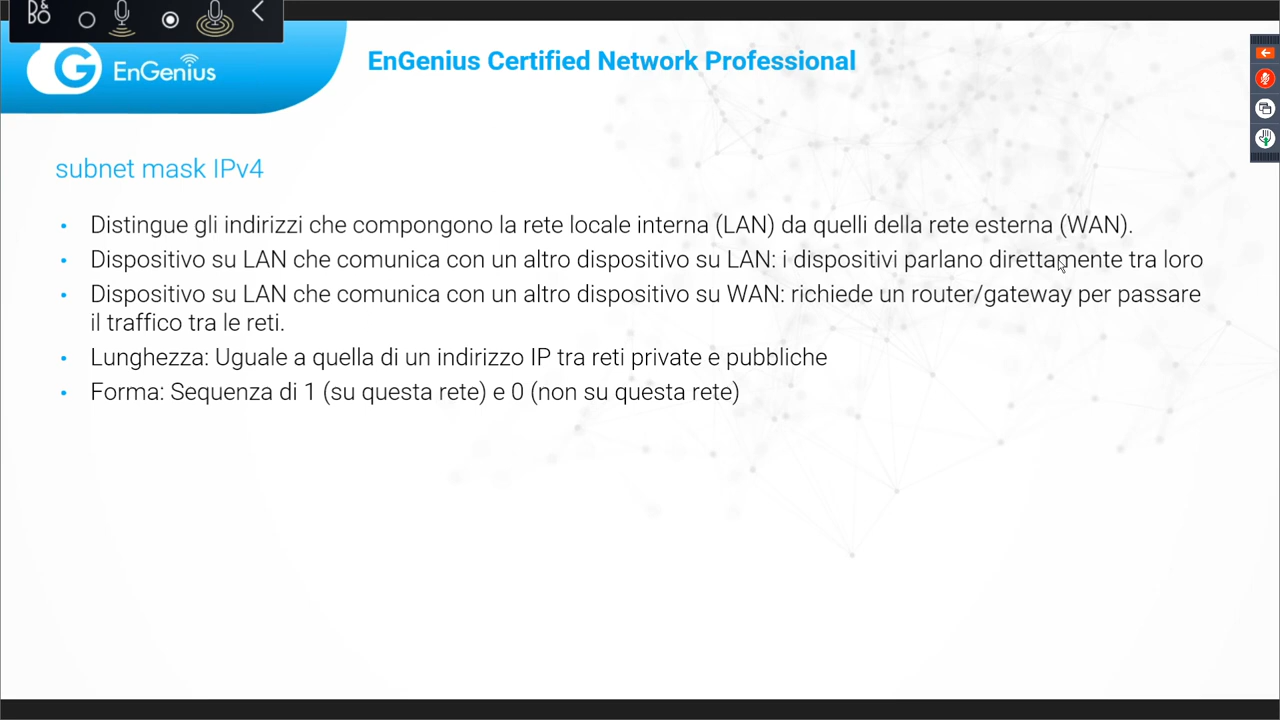 EnGenius
EnGenius Certified Network Professional
subnet mask IPv4
• Distingue gli indirizzi che compongono la rete locale interna (LAN) da quelli della rete esterna (WAN).
• Dispositivo su LAN che comunica con un altro dispositivo su LAN: i dispositivi parlano direttamente tra loro
• Dispositivo su LAN che comunica con un altro dispositivo su WAN: richiede un router/gateway per passare
il traffico tra le reti.
• Lunghezza: Uguale a quella di un indirizzo IP tra reti private e pubbliche
• Forma: Sequenza di 1 (su questa rete) e 0 (non su questa rete)